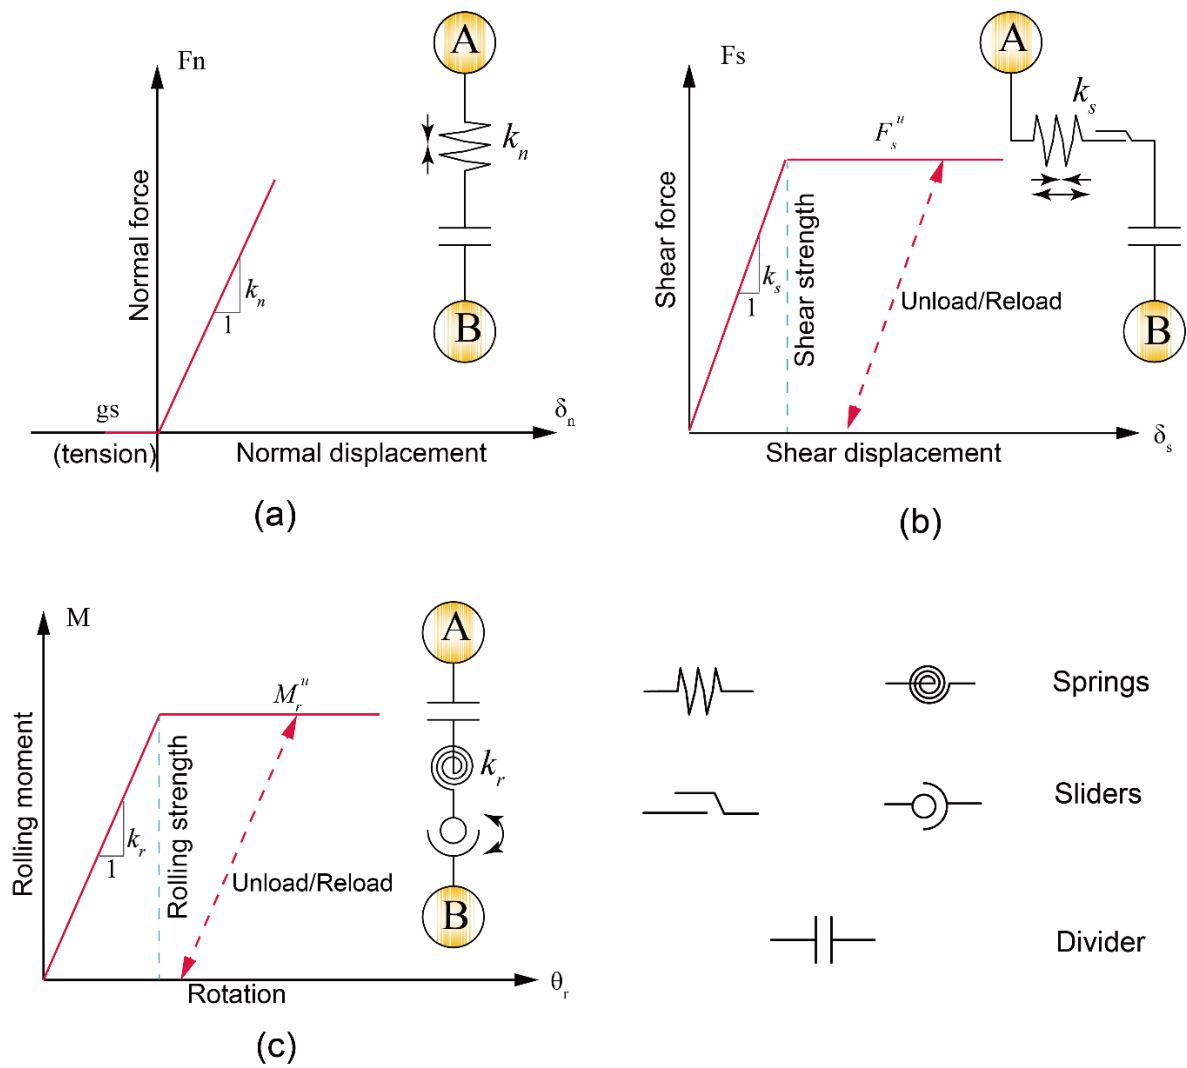 Fn
Normal force
k_n
1
gs
(tension)
Normal displacement
δ_n
A
k_n
B
(a)
Fs
Shear force
k_s
1
F_s^u
Shear strength
Unload/Reload
Shear displacement
δ_s
A
k_s
B
(b)
M
Rolling moment
k_r
1
M_r^u
Rolling strength
Unload/Reload
Rotation
θ_r
A
k_r
B
(c)
Springs
Sliders
Divider